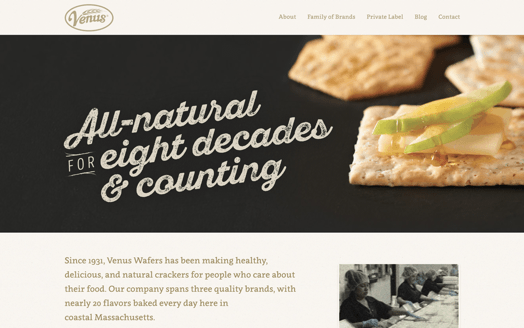 Venus
About Family of Brands Private Label Blog Contact
All-natural
FOR eight decades
& counting
Since 1931, Venus Wafers has been making healthy,
delicious, and natural crackers for people who care about
their food. Our company spans three quality brands, with
nearly 20 flavors baked every day here in
coastal Massachusetts.